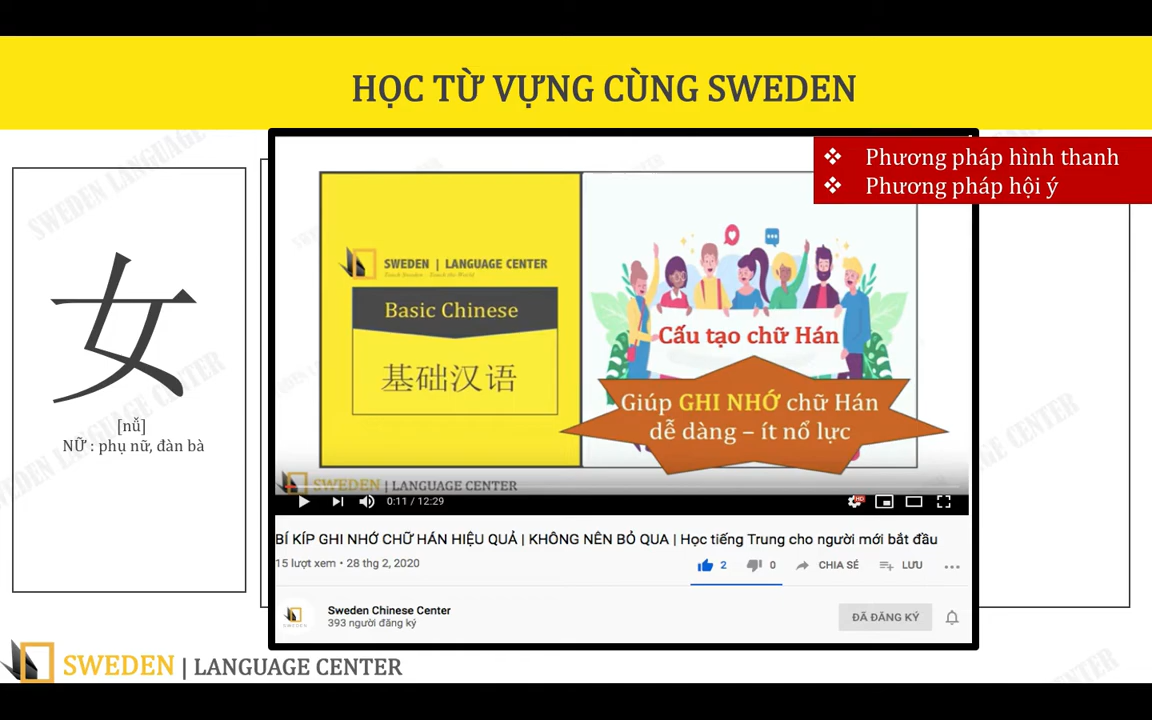 HỌC TỪ VỰNG CÙNG SWEDEN
Phương pháp hình thanh
Phương pháp hội ý
女
[nǚ]
NỮ : phụ nữ, đàn bà
SWEDEN | LANGUAGE CENTER
Basic Chinese
基础汉语
Cấu tạo chữ Hán
Giúp GHI NHỚ chữ Hán
dễ dàng – ít nổ lực
SWEDEN | LANGUAGE CENTER
0:11 / 12:29
HD
BÍ KÍP GHI NHỚ CHỮ HÁN HIỆU QUẢ | KHÔNG NÊN BỎ QUA | Học tiếng Trung cho người mới bắt đầu
15 lượt xem • 28 thg 2, 2020
2 0 CHIA SẺ LƯU
Sweden Chinese Center
393 người đăng ký
ĐÃ ĐĂNG KÝ
SWEDEN | LANGUAGE CENTER